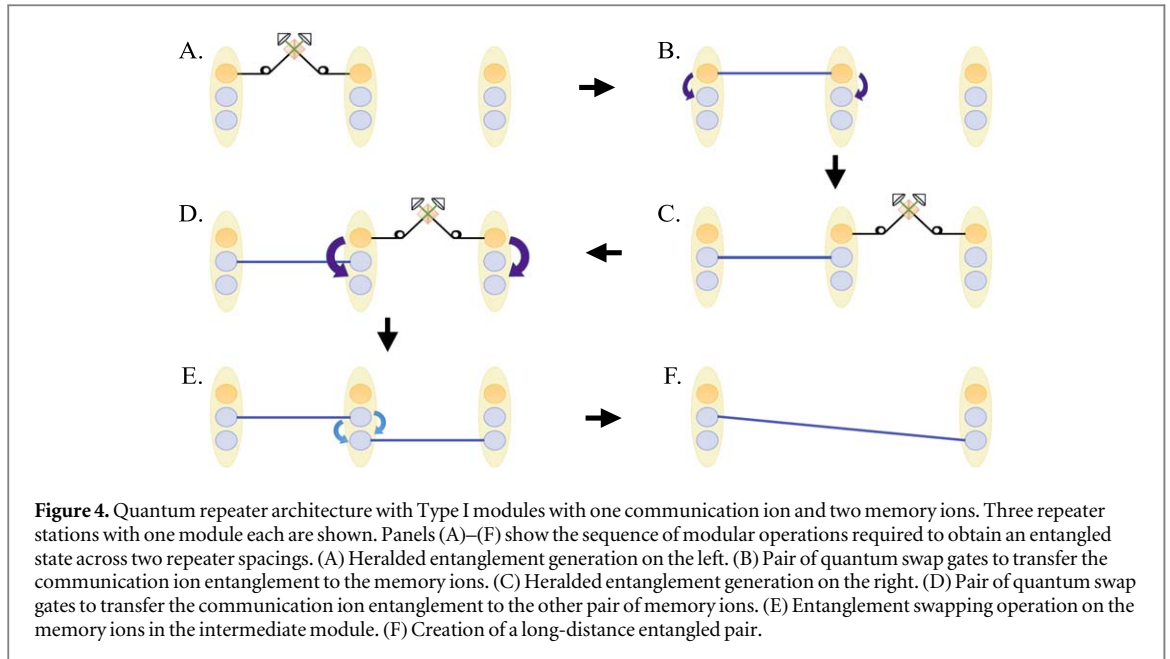 A.
B.
D.
C.
E.
F.
Figure 4. Quantum repeater architecture with Type I modules with one communication ion and two memory ions. Three repeater
stations with one module each are shown. Panels (A)–(F) show the sequence of modular operations required to obtain an entangled
state across two repeater spacings. (A) Heralded entanglement generation on the left. (B) Pair of quantum swap gates to transfer the
communication ion entanglement to the memory ions. (C) Heralded entanglement generation on the right. (D) Pair of quantum swap
gates to transfer the communication ion entanglement to the other pair of memory ions. (E) Entanglement swapping operation on the
memory ions in the intermediate module. (F) Creation of a long-distance entangled pair.